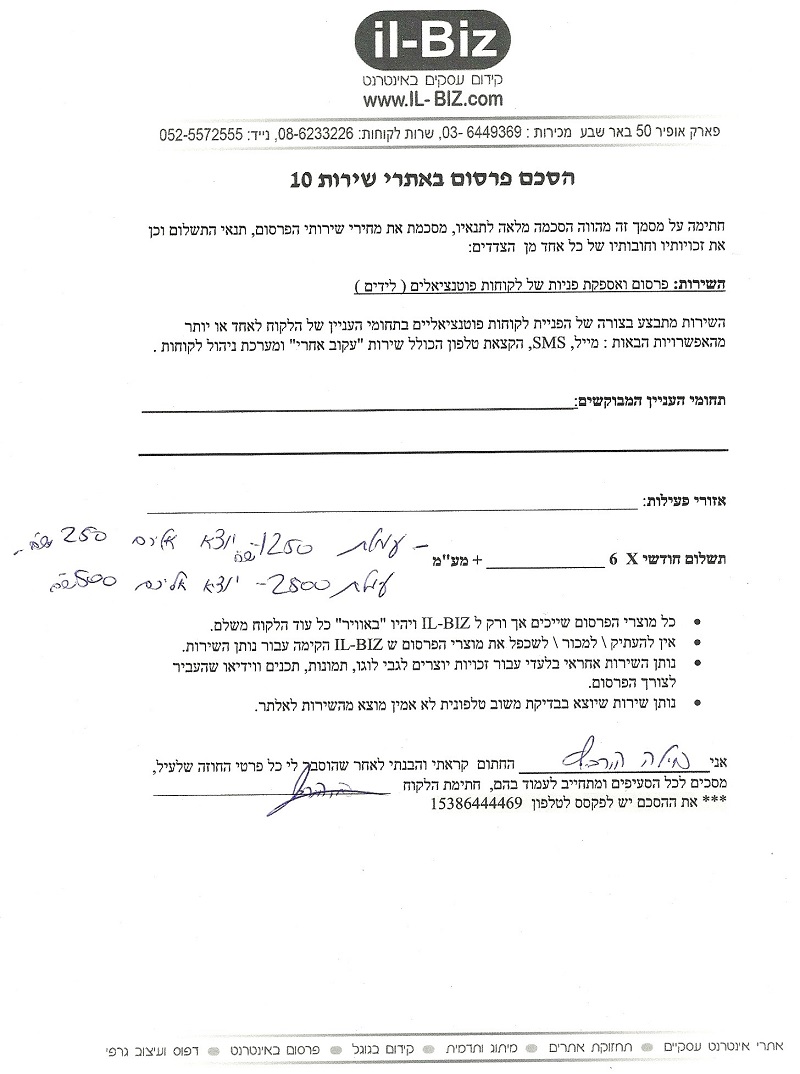 il-Biz
קידום עסקים באינטרנט
www.IL-BIZ.com
פארק אופיר 50 באר שבע מכירות : 6449369 -03, שרות לקוחות: 08-6233226, נייד: 052-5572555
הסכם פרסום באתרי שירות 10
חתימה על מסמך זה מהווה הסכמה מלאה לתנאיו, מסכמת את מחירי שירותי הפרסום, תנאי התשלום וכן
את זכויותיו וחובותיו של כל אחד מן הצדדים:
השירות: פרסום ואספקת פניות של לקוחות פוטנציאלים ( לידים )
השירות מתבצע בצורה של הפניית לקוחות פוטנציאליים בתחומי העניין של הלקוח לאחד או יותר
מהאפשרויות הבאות : מייל, SMS, הקצאת טלפון הכולל שירות "עקוב אחרי" ומערכת ניהול לקוחות .
תחומי העניין המבוקשים:
אזורי פעילות:
- עמלת 1250 יוצא אליכם 250
תשלום חודשי X 6 + מע"מ
עמלת 2500 - יוצא אליכם 500
כל מוצרי הפרסום שייכים אך ורק ל IL-BIZ ויהיו "באוויר" כל עוד הלקוח משלם.
אין להעתיק \ למכור \ לשכפל את מוצרי הפרסום ש IL-BIZ הקימה עבור נותן השירות.
נותן השירות אחראי בלעדי עבור זכויות יוצרים לגבי לוגו, תמונות, תכנים ווידיאו שהעביר
לצורך הפרסום.
נותן שירות שיוצא בבדיקת משוב טלפונית לא אמין מוצא מהשירות לאלתר.
אני החתום קראתי והבנתי לאחר שהוסבר לי כל פרטי החוזה שלעיל,
מסכים לכל הסעיפים ומתחייב לעמוד בהם, חתימת הלקוח
*** את ההסכם יש לפקסס לטלפון 15386444469
אתרי אינטרנט עסקיים תחזוקת אתרים מיתוג ותדמית קידום בגוגל פרסום באינטרנט דפוס ועיצוב גרפי